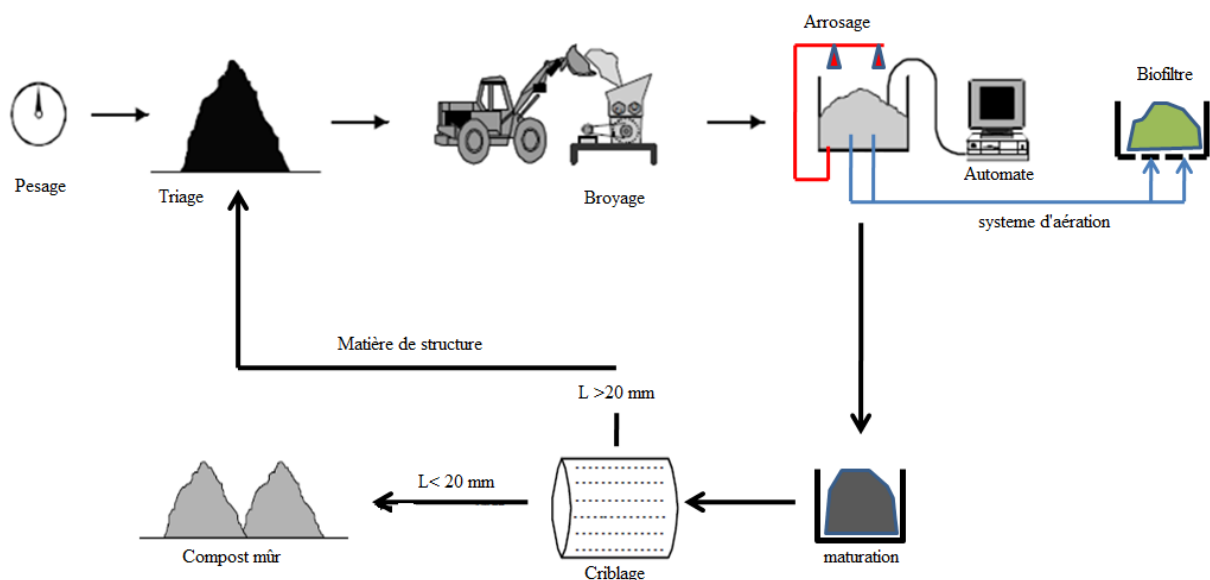 Arrosage
Biofiltre
Pesage
Triage
Broyage
Automate
systeme d'aération
Matière de structure
L >20 mm
L< 20 mm
Compost mûr
Criblage
maturation